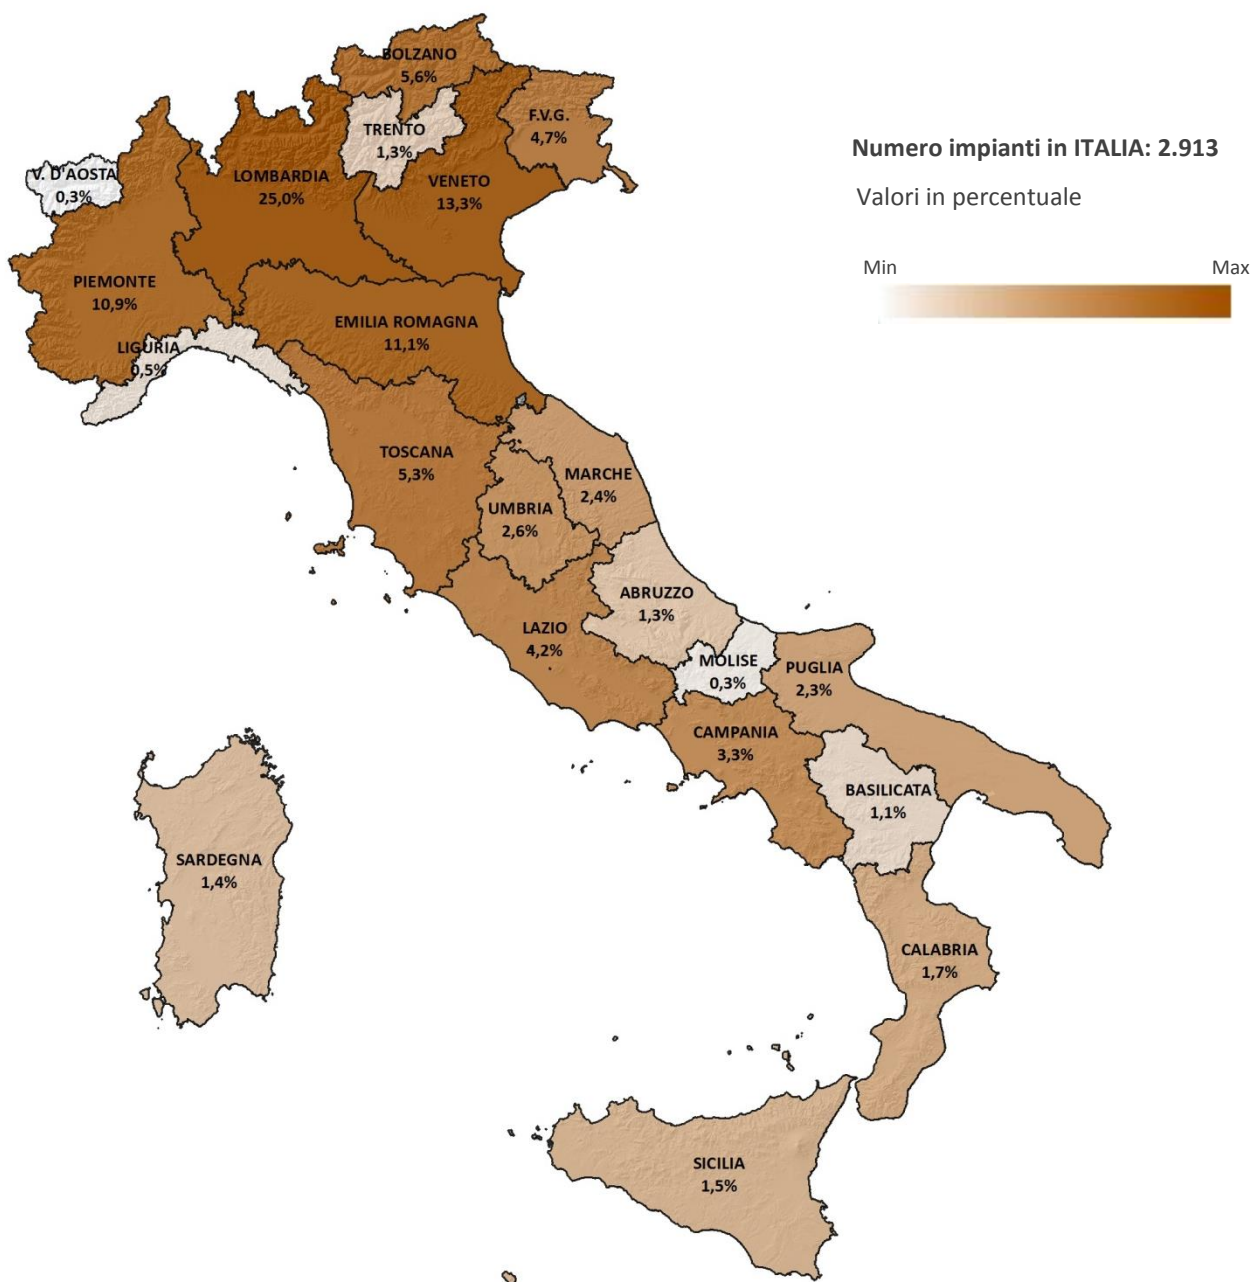 BOLZANO
5,6%
TRENTO
1,3%
F.V.G.
4,7%
V. D'AOSTA
0,3%
LOMBARDIA
25,0%
VENETO
13,3%
Numero impianti in ITALIA: 2.913
Valori in percentuale
Min
Max
PIEMONTE
10,9%
EMILIA ROMAGNA
11,1%
LIGURIA
0,5%
TOSCANA
5,3%
MARCHE
2,4%
UMBRIA
2,6%
ABRUZZO
1,3%
LAZIO
4,2%
MOLISE
0,3%
PUGLIA
2,3%
CAMPANIA
3,3%
BASILICATA
1,1%
SARDEGNA
1,4%
CALABRIA
1,7%
SICILIA
1,5%